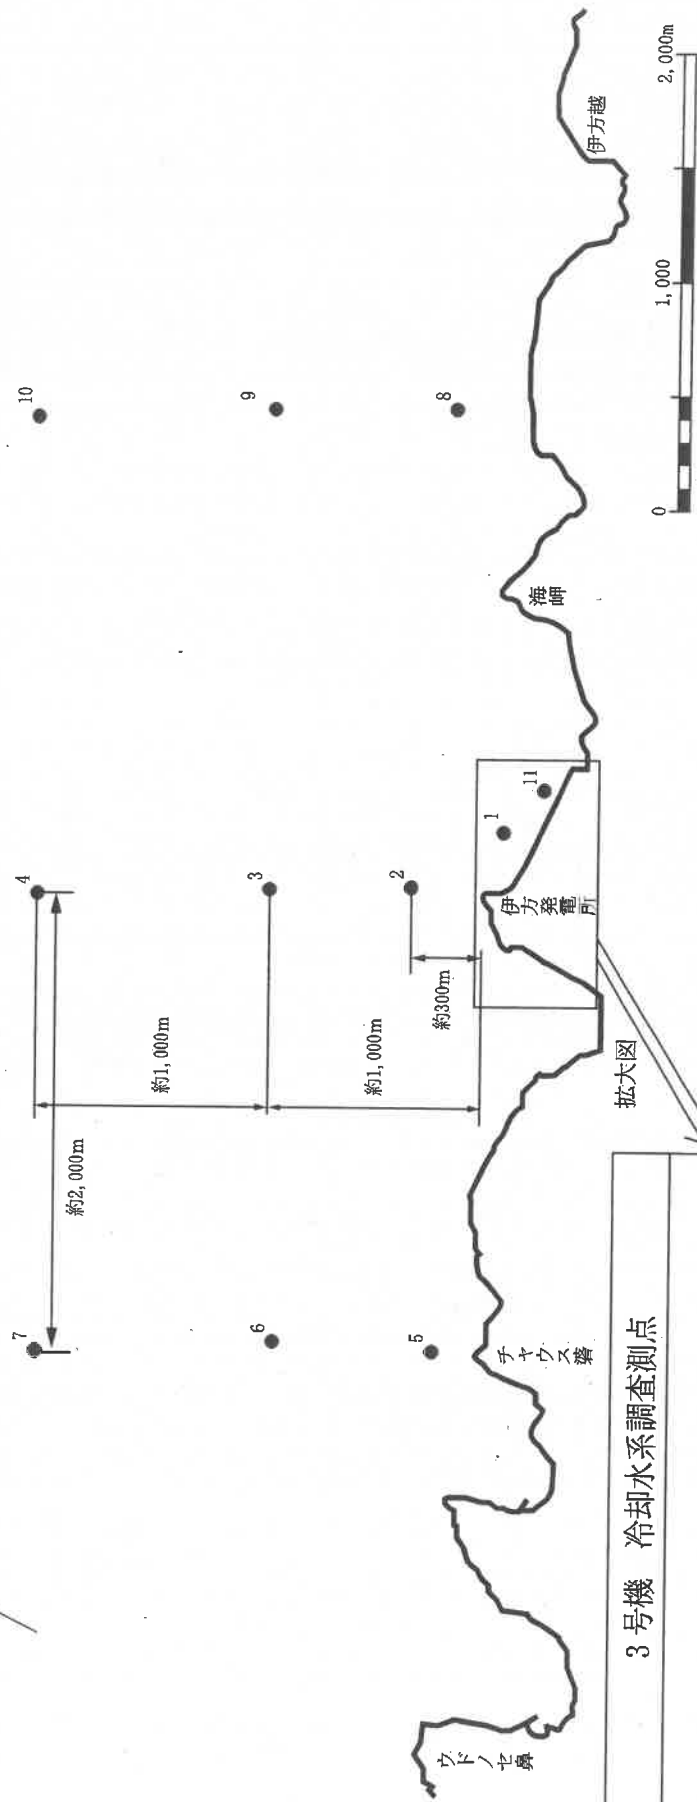 7
4
10
約2,000m
約1,000m
6
3
9
約1,000m
約300m
5
2
8
1
11
ウドノセ鼻
チヤウス碆
伊方発電所
海岬
伊方越
拡大図
0
1,000
2,000m
3号機 冷却水系調査測点